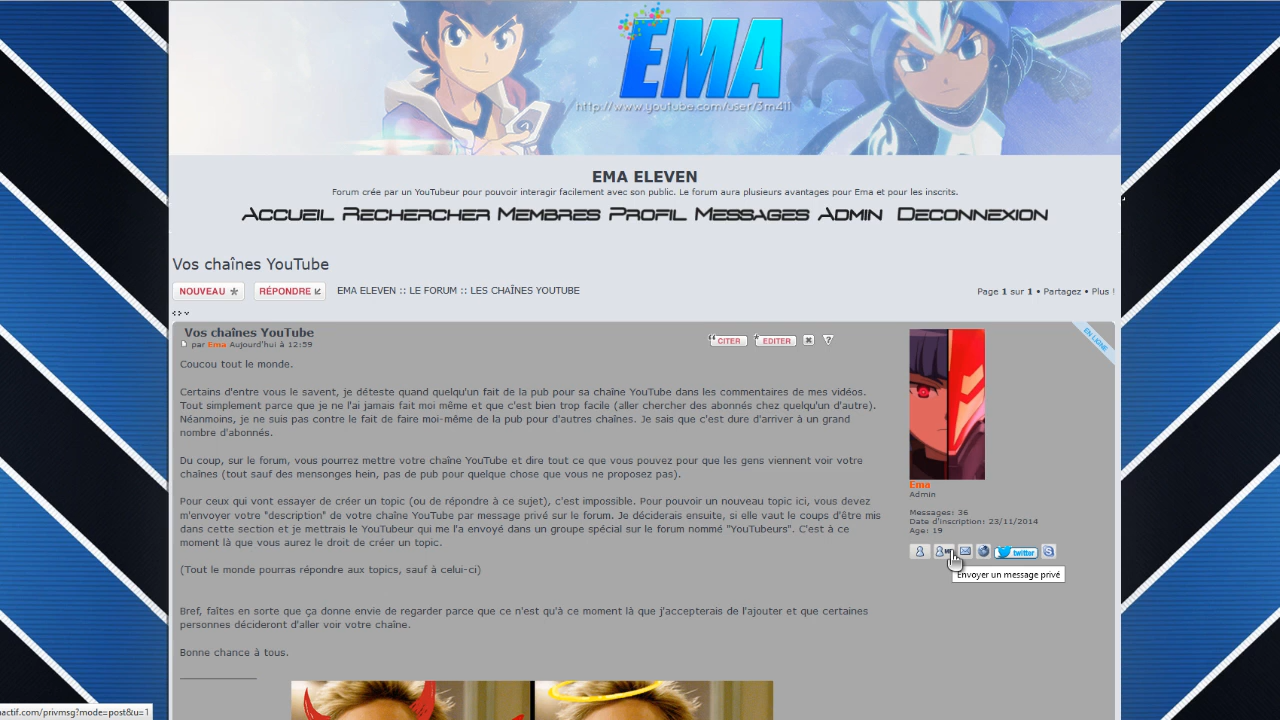 EMA
http://www.youtube.com/user/3m411
EMA ELEVEN
Forum crée par un YouTubeur pour pouvoir interagir facilement avec son public. Le forum aura plusieurs avantages pour Ema et pour les inscrits.
Accueil Rechercher Membres Profil Messages Admin Deconnexion
Vos chaînes YouTube
NOUVEAU RÉPONDRE EMA ELEVEN :: LE FORUM :: LES CHAÎNES YOUTUBE
Page 1 sur 1 • Partagez • Plus !
Vos chaînes YouTube
par Ema Aujourd'hui à 12:59
CITER EDITER
EN LIGNE
Coucou tout le monde.
Certains d'entre vous le savent, je déteste quand quelqu'un fait de la pub pour sa chaîne YouTube dans les commentaires de mes vidéos.
Tout simplement parce que je ne l'ai jamais fait moi même et que c'est bien trop facile (aller chercher des abonnés chez quelqu'un d'autre).
Néanmoins, je ne suis pas contre le fait de faire moi-même de la pub pour d'autres chaînes. Je sais que c'est dure d'arriver à un grand
nombre d'abonnés.
Du coup, sur le forum, vous pourrez mettre votre chaîne YouTube et dire tout ce que vous pouvez pour que les gens viennent voir votre
chaînes (tout sauf des mensonges hein, pas de pub pour quelque chose que vous ne proposez pas).
Pour ceux qui vont essayer de créer un topic (ou de répondre à ce sujet), c'est impossible. Pour pouvoir un nouveau topic ici, vous devez
m'envoyer votre "description" de votre chaîne YouTube par message privé sur le forum. Je déciderais ensuite, si elle vaut le coups d'être mis
dans cette section et je mettrais le YouTubeur qui me l'a envoyé dans un groupe spécial sur le forum nommé "YouTubeurs". C'est à ce
moment là que vous aurez le droit de créer un topic.
(Tout le monde pourras répondre aux topics, sauf à celui-ci)
Bref, faîtes en sorte que ça donne envie de regarder parce que ce n'est qu'à ce moment là que j'accepterais de l'ajouter et que certaines
personnes décideront d'aller voir votre chaîne.
Bonne chance à tous.
Ema
Admin
Messages: 36
Date d'inscription: 23/11/2014
Age: 19
twitter
Envoyer un message privé
actif.com/privmsg?mode=post&u=1